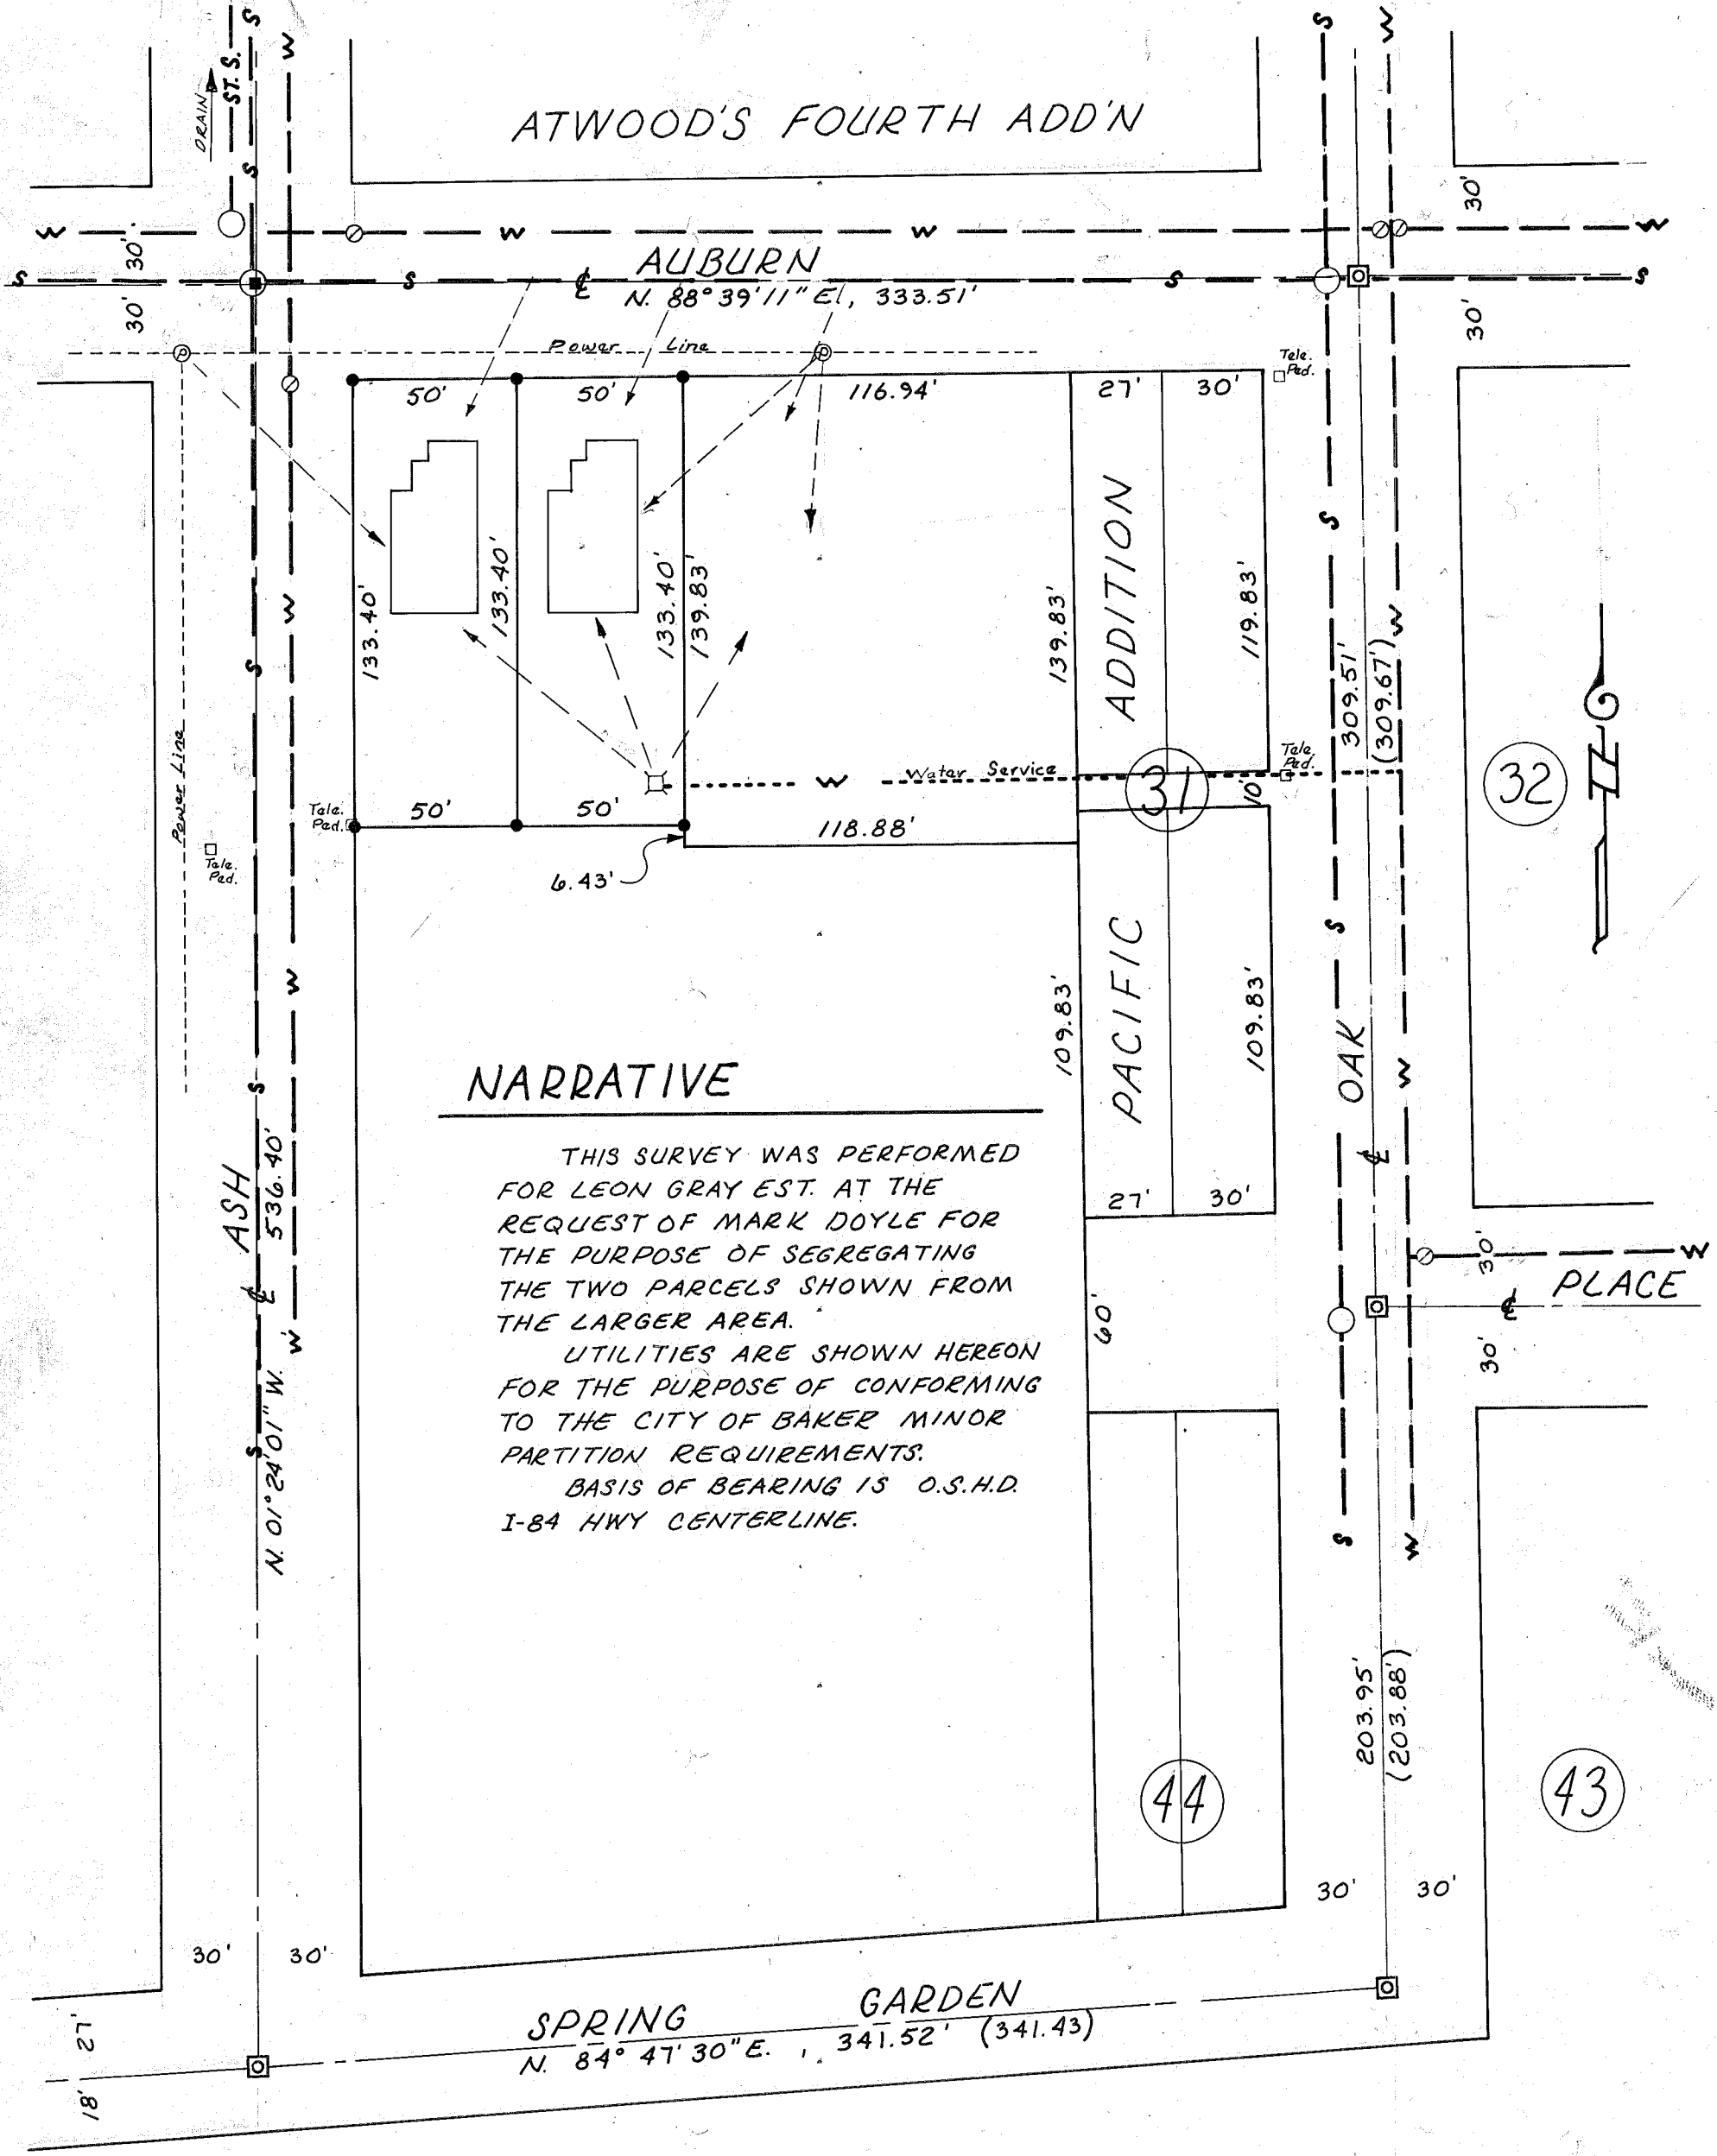 S
W
S
W
ST. S.
DRAIN
S
ATWOOD'S FOURTH ADD'N
30'
W
W
W
W
30'
AUBURN
S
S
℄
S
S
N. 88°39'11" E., 333.51'
30'
30'
P
Power Line
P
Tele.
Ped.
50'
50'
116.94'
27'
30'
S
133.40'
133.40'
133.40'
139.83'
139.83'
ADDITION
119.83'
309.51'
(309.67')
W
W
S
Power Line
Tele.
Ped.
W
Water Service
31
10'
Tele.
Ped.
32
N
50'
50'
118.88'
Tele.
Ped.
6.43'
S
W
109.83'
PACIFIC
109.83'
OAK
W
S
NARRATIVE
THIS SURVEY WAS PERFORMED
FOR LEON GRAY EST. AT THE
REQUEST OF MARK DOYLE FOR
THE PURPOSE OF SEGREGATING
THE TWO PARCELS SHOWN FROM
THE LARGER AREA.
UTILITIES ARE SHOWN HEREON
FOR THE PURPOSE OF CONFORMING
TO THE CITY OF BAKER MINOR
PARTITION REQUIREMENTS.
BASIS OF BEARING IS O.S.H.D.
I-84 HWY CENTERLINE.
ASH
℄ 536.40'
W
S
N. 01°24'01" W.
℄
27'
30'
60'
30'
W
PLACE
℄
30'
S
W
203.95'
(203.88')
44
43
30'
30'
30'
30'
27'
18'
SPRING GARDEN
N. 84° 47' 30" E. , 341.52' (341.43)